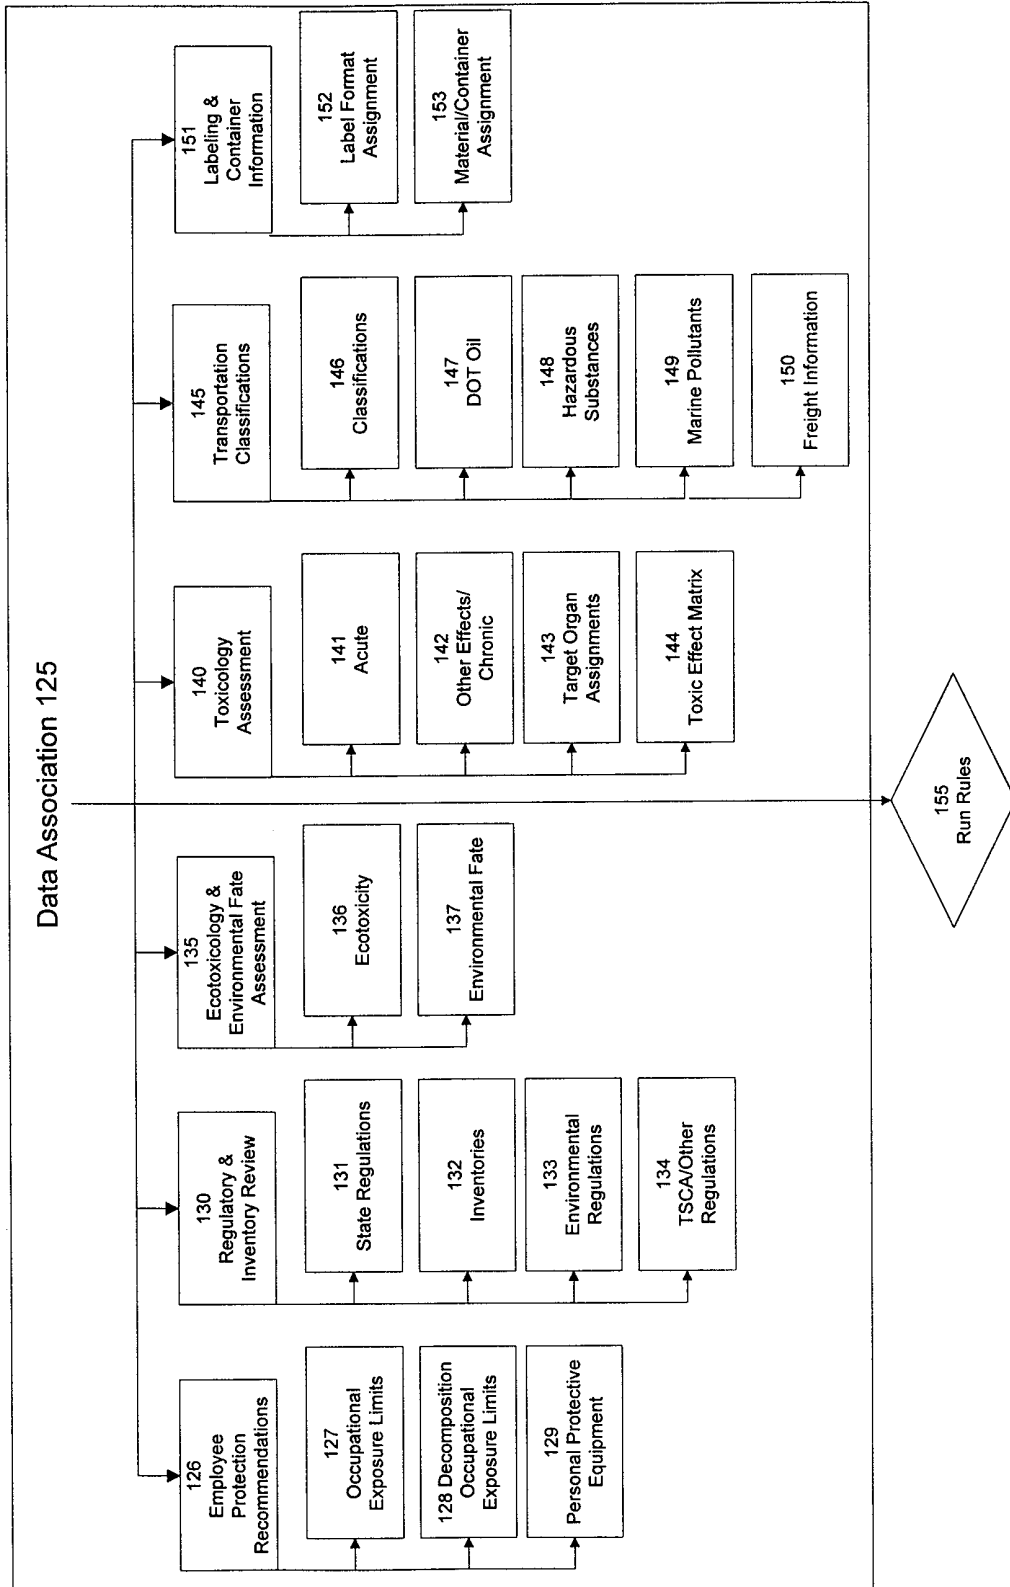 Data Association 125
126
Employee
Protection
Recommendations
127
Occupational
Exposure Limits
128 Decomposition
Occupational
Exposure Limits
129
Personal Protective
Equipment
130
Regulatory &
Inventory Review
131
State Regulations
132
Inventories
133
Environmental
Regulations
134
TSCA/Other
Regulations
135
Ecotoxicology &
Environmental Fate
Assessment
136
Ecotoxicity
137
Environmental Fate
140
Toxicology
Assessment
141
Acute
142
Other Effects/
Chronic
143
Target Organ
Assignments
144
Toxic Effect Matrix
145
Transportation
Classifications
146
Classifications
147
DOT Oil
148
Hazardous
Substances
149
Marine Pollutants
150
Freight Information
151
Labeling &
Container
Information
152
Label Format
Assignment
153
Material/Container
Assignment
155
Run Rules